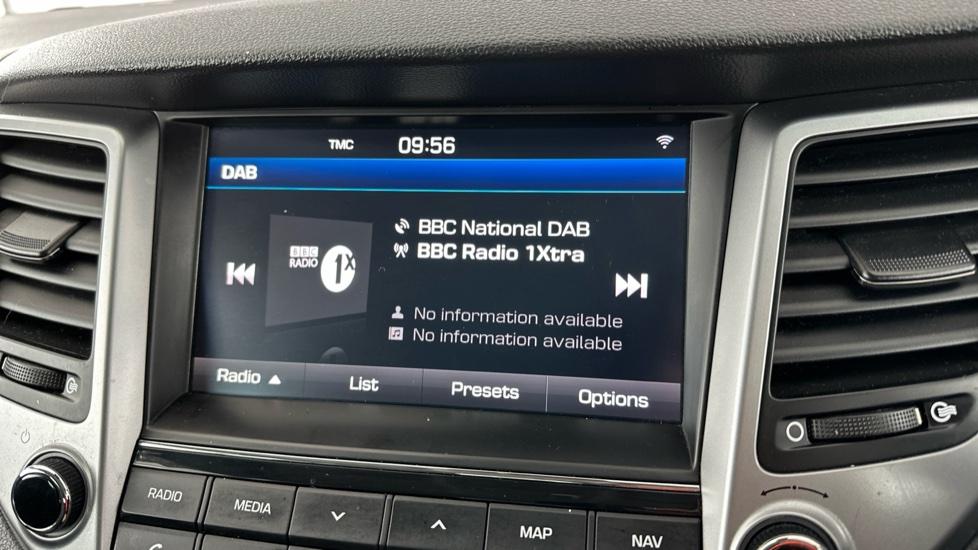 TMC 09:56
DAB
BBC National DAB
BBC Radio 1Xtra
BBC
RADIO 1X
No information available
No information available
Radio List Presets Options
RADIO MEDIA MAP NAV